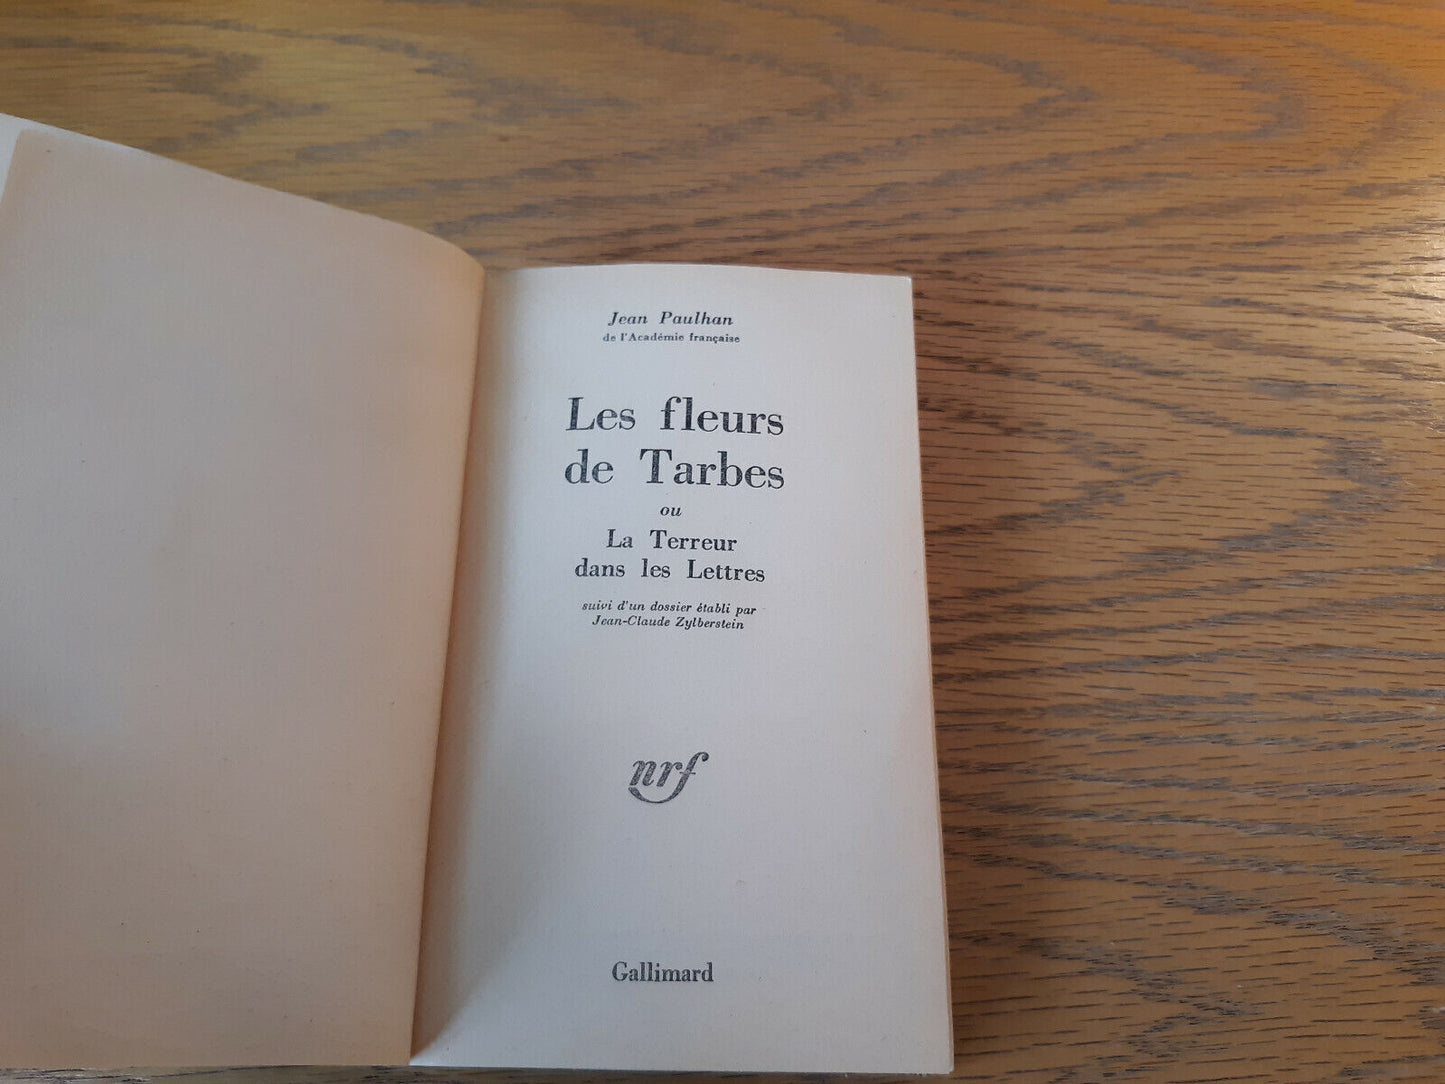 Jean Paulhan
de l'Académie française
Les fleurs
de Tarbes
ou
La Terreur
dans les Lettres
suivi d'un dossier établi par
Jean-Claude Zylberstein
nrf
Gallimard